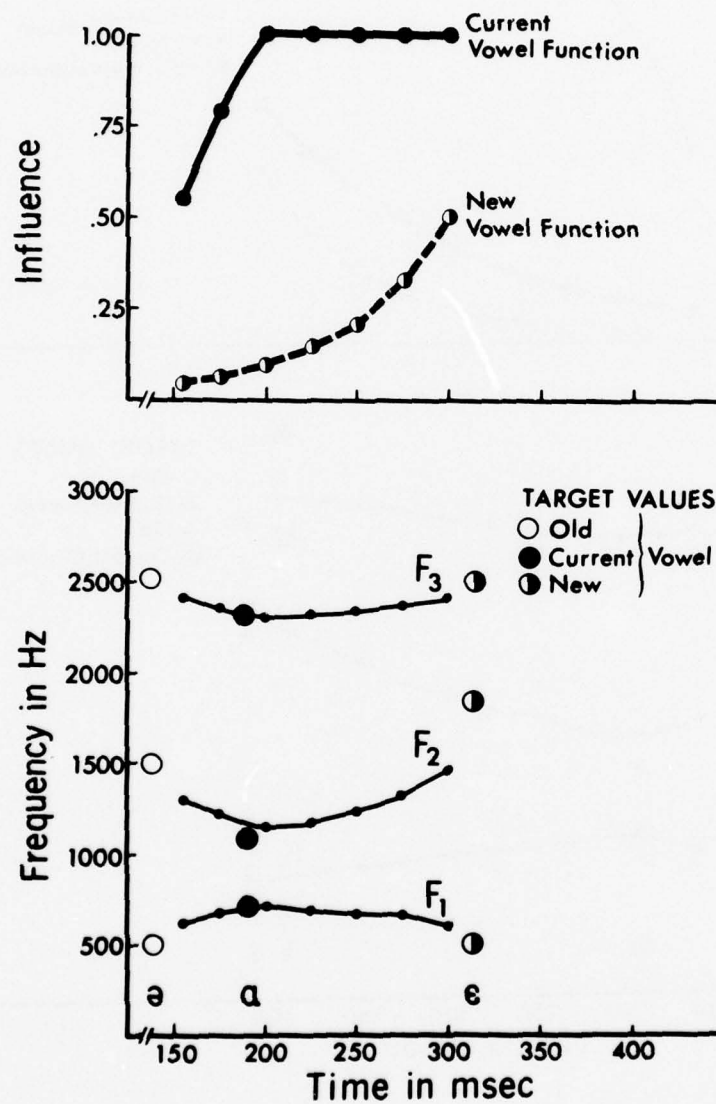 1.00
.75
.50
.25
Influence
Current
Vowel Function
New
Vowel Function
3000
2500
2000
1500
1000
500
Frequency in Hz
TARGET VALUES
Old
Current
New
Vowel
F3
F2
F1
ə
ɑ
ɛ
150
200
250
300
350
400
Time in msec